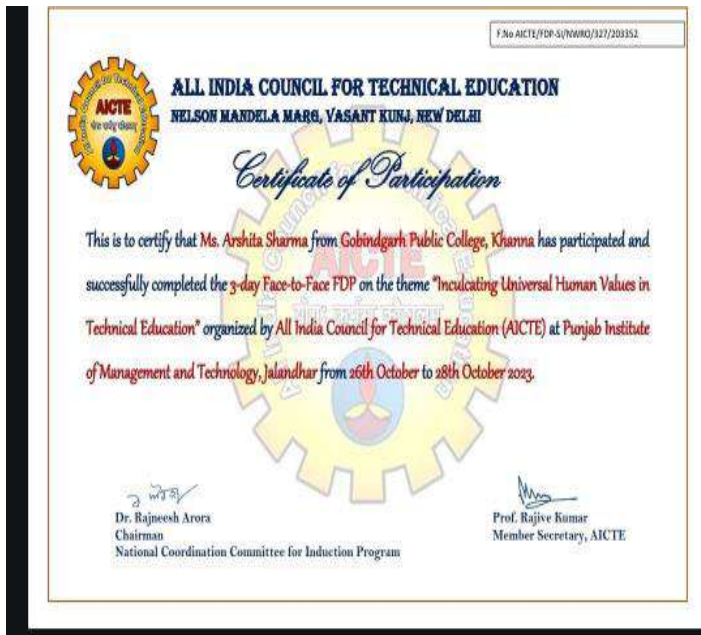 F.No AICTE/FDP-SI/NWRO/327/203352
AICTE
ALL INDIA COUNCIL FOR TECHNICAL EDUCATION
NELSON MANDELA MARG, VASANT KUNJ, NEW DELHI
Certificate of Participation
This is to certify that Ms. Arshita Sharma from Gobindgarh Public College, Khanna has participated and
successfully completed the 3-day Face-to-Face FDP on the theme "Inculcating Universal Human Values in
Technical Education" organized by All India Council for Technical Education (AICTE) at Punjab Institute
of Management and Technology, Jalandhar from 26th October to 28th October 2023.
Dr. Rajneesh Arora
Chairman
National Coordination Committee for Induction Program
Prof. Rajive Kumar
Member Secretary, AICTE